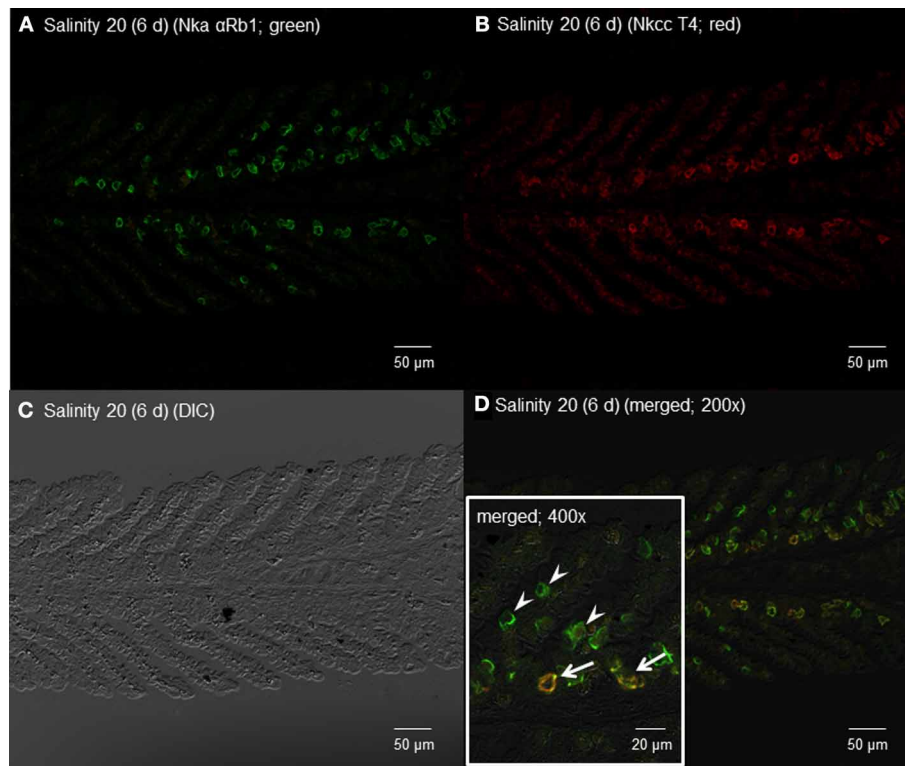 A Salinity 20 (6 d) (Nka αRb1; green)
50 µm
B Salinity 20 (6 d) (Nkcc T4; red)
50 µm
C Salinity 20 (6 d) (DIC)
50 µm
D Salinity 20 (6 d) (merged; 200x)
merged; 400x
20 µm
50 µm